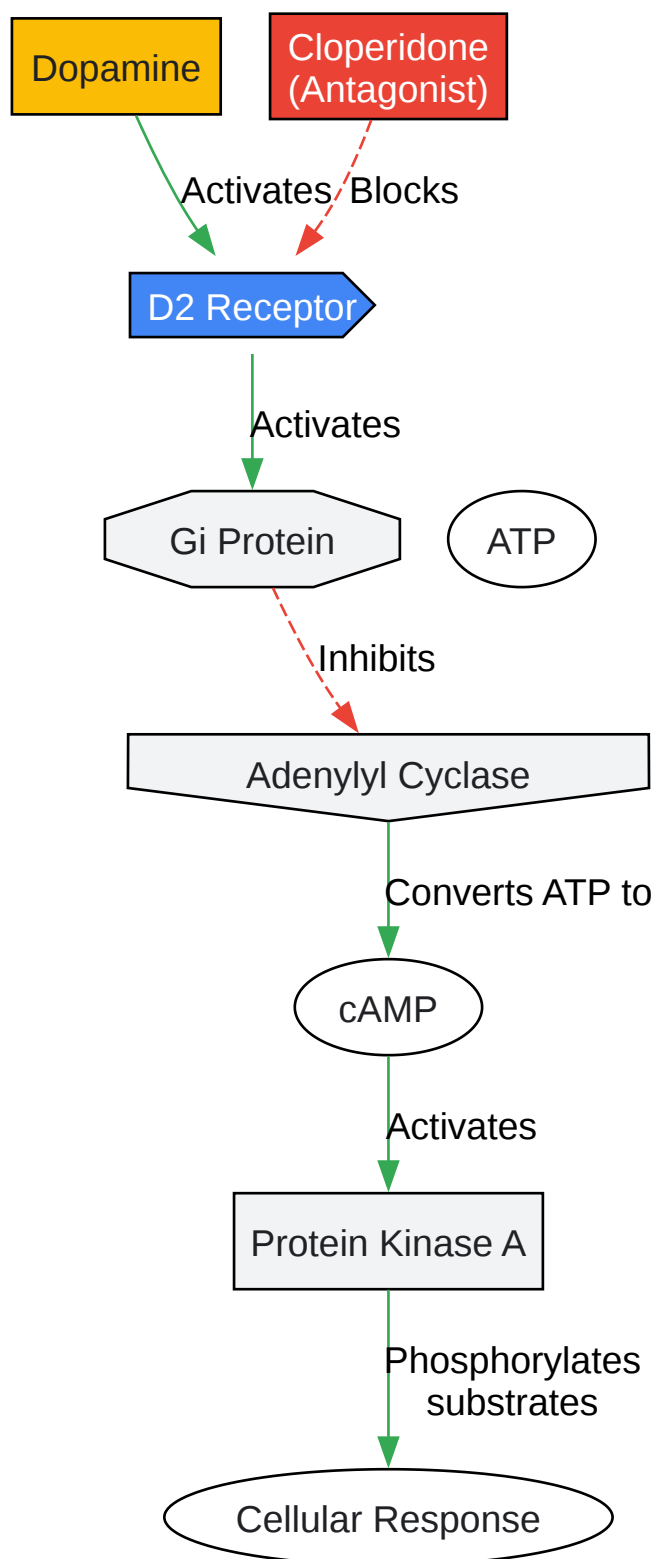 Dopamine
Cloperidone
(Antagonist)
Activates
Blocks
D2 Receptor
Activates
Gi Protein
ATP
Inhibits
Adenylyl Cyclase
Converts ATP to
cAMP
Activates
Protein Kinase A
Phosphorylates
substrates
Cellular Response